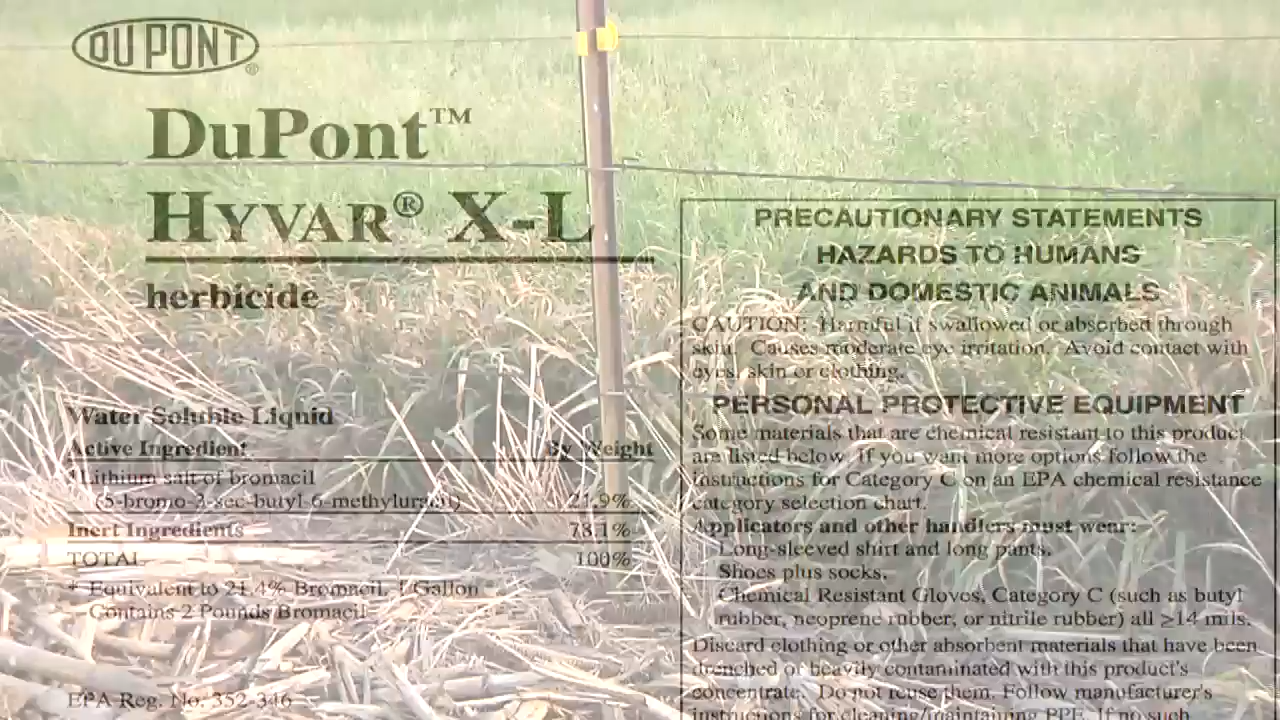 DU PONT®
DuPont™
HYVAR® X-L
herbicide
Water Soluble Liquid
Active Ingredient By Weight
*Lithium salt of bromacil
(5-bromo-3-sec-butyl-6-methyluracil) 21.9%
Inert Ingredients 78.1%
TOTAL 100%
* Equivalent to 21.4% Bromacil, 1 Gallon
Contains 2 Pounds Bromacil
EPA Reg. No. 352-346
PRECAUTIONARY STATEMENTS
HAZARDS TO HUMANS
AND DOMESTIC ANIMALS
CAUTION: Harmful if swallowed or absorbed through
skin. Causes moderate eye irritation. Avoid contact with
eyes, skin or clothing.
PERSONAL PROTECTIVE EQUIPMENT
Some materials that are chemical resistant to this product
are listed below. If you want more options follow the
instructions for Category C on an EPA chemical resistance
category selection chart.
Applicators and other handlers must wear:
Long-sleeved shirt and long pants.
Shoes plus socks.
Chemical Resistant Gloves, Category C (such as butyl
rubber, neoprene rubber, or nitrile rubber) all ≥14 mils.
Discard clothing or other absorbent materials that have been
drenched or heavily contaminated with this product's
concentrate. Do not reuse them. Follow manufacturer's
instructions for cleaning/maintaining PPE. If no such